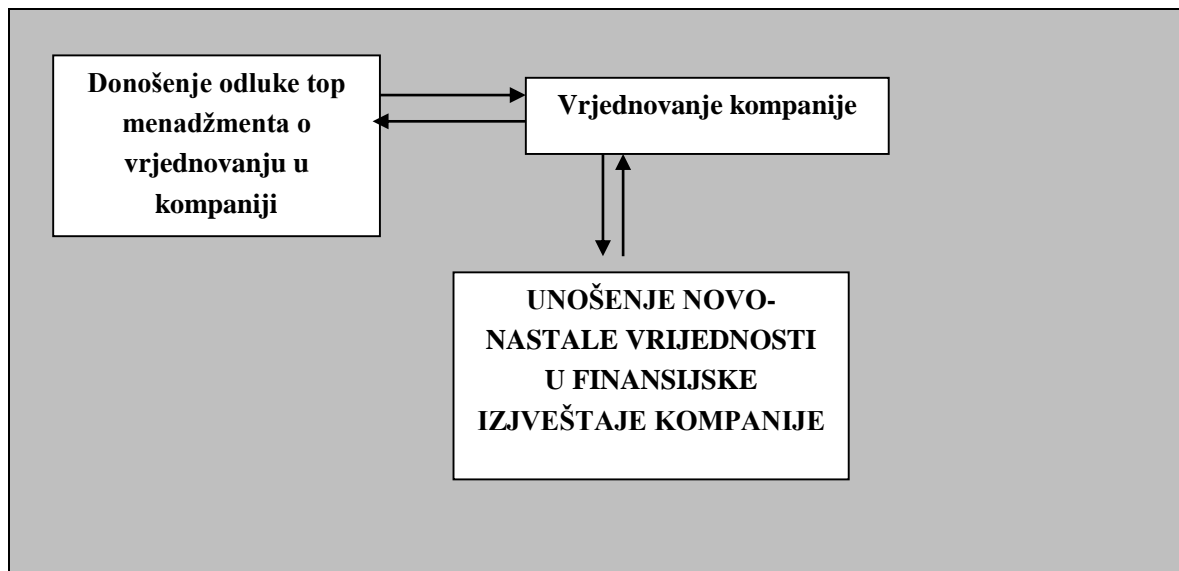 Donošenje odluke top
menadžmenta o
vrjednovanju u
kompaniji
Vrjednovanje kompanije
UNOŠENJE NOVO-
NASTALE VRIJEDNOSTI
U FINANSIJSKE
IZJVEŠTAJE KOMPANIJE